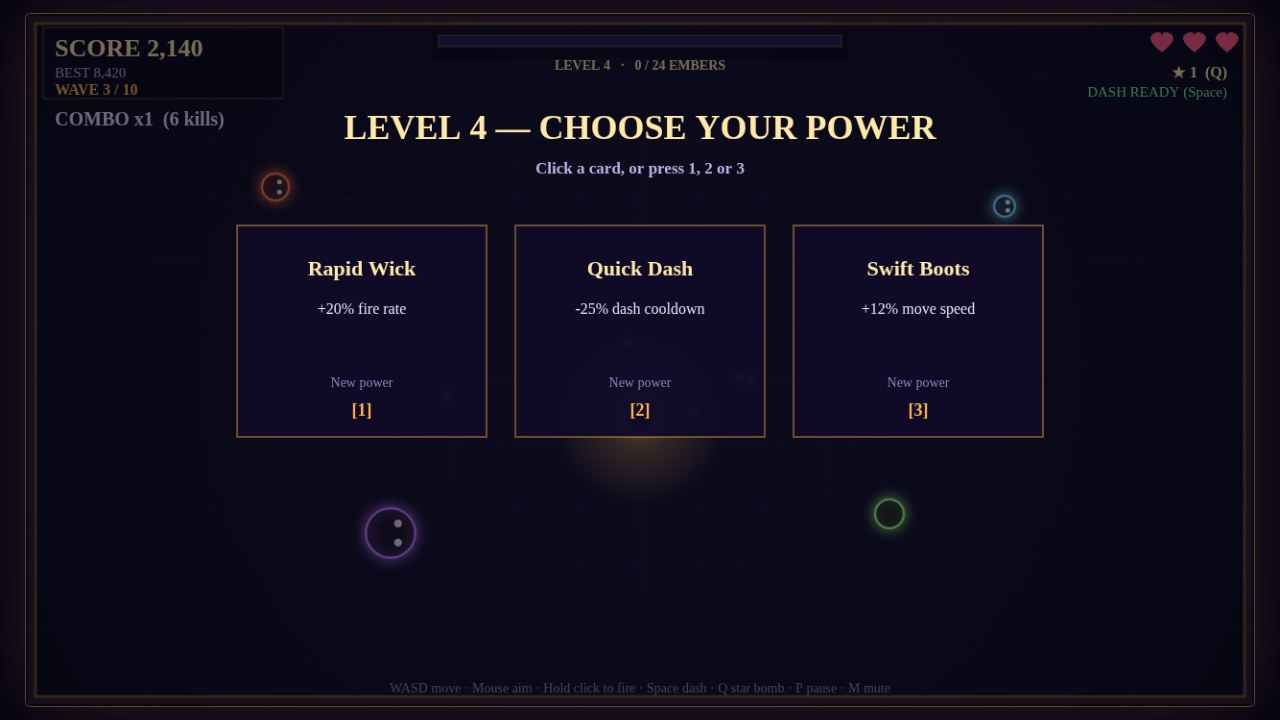 SCORE 2,140
BEST 8,420
WAVE 3 / 10
COMBO x1 (6 kills)
LEVEL 4 · 0 / 24 EMBERS
★ 1 (Q)
DASH READY (Space)
LEVEL 4 — CHOOSE YOUR POWER
Click a card, or press 1, 2 or 3
Rapid Wick
+20% fire rate
New power
[1]
Quick Dash
-25% dash cooldown
New power
[2]
Swift Boots
+12% move speed
New power
[3]
WASD move · Mouse aim · Hold click to fire · Space dash · Q star bomb · P pause · M mute